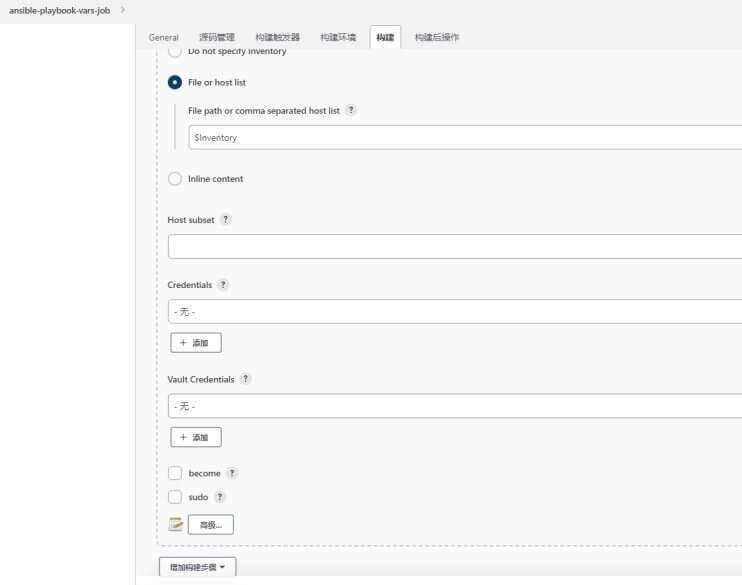 ansible-playbook-vars-job
General 源码管理 构建触发器 构建环境 构建 构建后操作
Do not specify Inventory
File or host list
File path or comma separated host list ?
$Inventory
Inline content
Host subset ?
Credentials ?
- 无 -
+ 添加
Vault Credentials ?
- 无 -
+ 添加
become ?
sudo ?
高级...
增加构建步骤